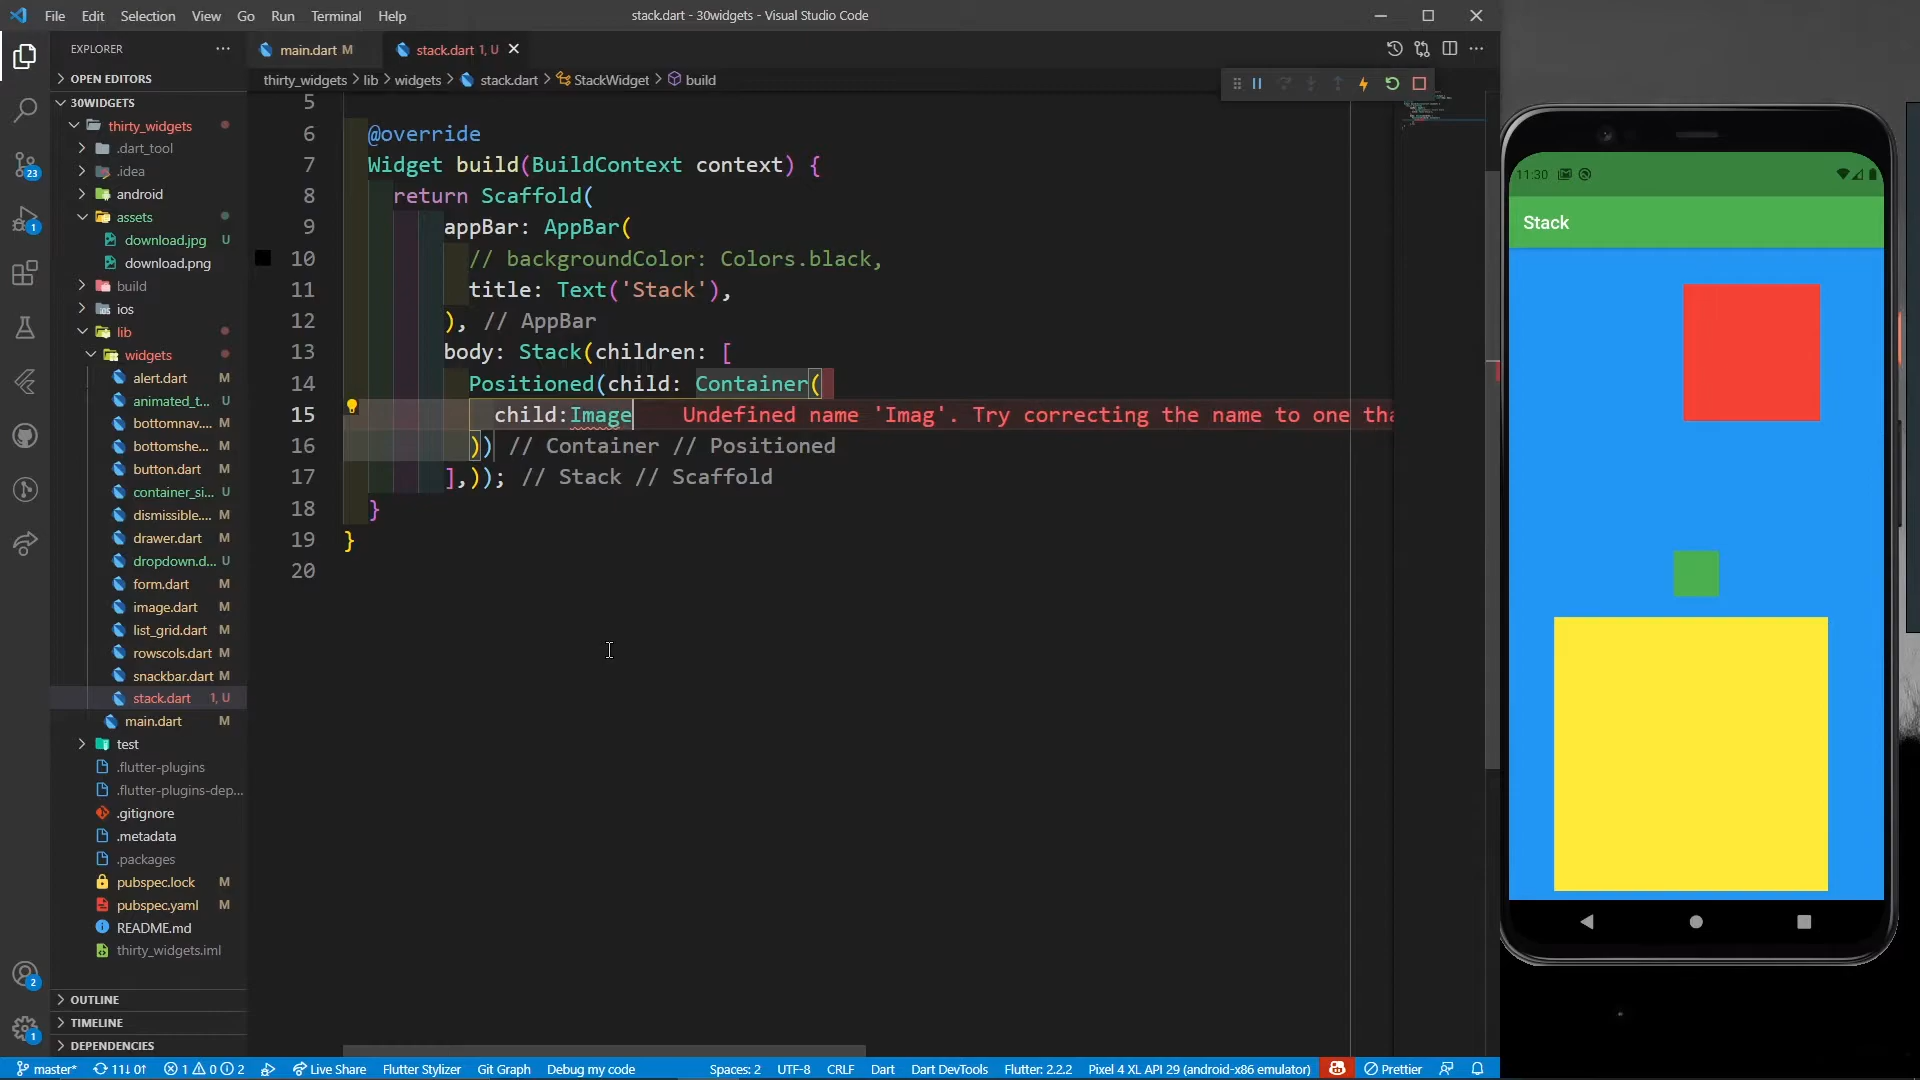 File Edit Selection View Go Run Terminal Help
stack.dart - 30widgets - Visual Studio Code
EXPLORER
main.dart M
stack.dart 1, U
OPEN EDITORS
thirty_widgets > lib > widgets > stack.dart > StackWidget > build
30WIDGETS
thirty_widgets
.dart_tool
.idea
android
assets
download.jpg U
download.png
build
ios
lib
widgets
alert.dart M
animated_t... U
bottomnav.... M
bottomshe... M
button.dart M
container_si... U
dismissible.... M
drawer.dart M
dropdown.d... U
form.dart M
image.dart M
list_grid.dart M
rowscols.dart M
snackbar.dart M
stack.dart 1, U
main.dart M
test
.flutter-plugins
.flutter-plugins-dep...
.gitignore
.metadata
.packages
pubspec.lock M
pubspec.yaml M
README.md
thirty_widgets.iml
OUTLINE
TIMELINE
DEPENDENCIES
23
1
2
1
5
6 @override
7 Widget build(BuildContext context) {
8 return Scaffold(
9 appBar: AppBar(
10 // backgroundColor: Colors.black,
11 title: Text('Stack'),
12 ), // AppBar
13 body: Stack(children: [
14 Positioned(child: Container(
15 child:Image Undefined name 'Imag'. Try correcting the name to one tha
16 )) // Container // Positioned
17 ],)); // Stack // Scaffold
18 }
19 }
20
11:30
Stack
master* 11↓ 0↑ 1 0 2 Live Share Flutter Stylizer Git Graph Debug my code Spaces: 2 UTF-8 CRLF Dart Dart DevTools Flutter: 2.2.2 Pixel 4 XL API 29 (android-x86 emulator) Prettier